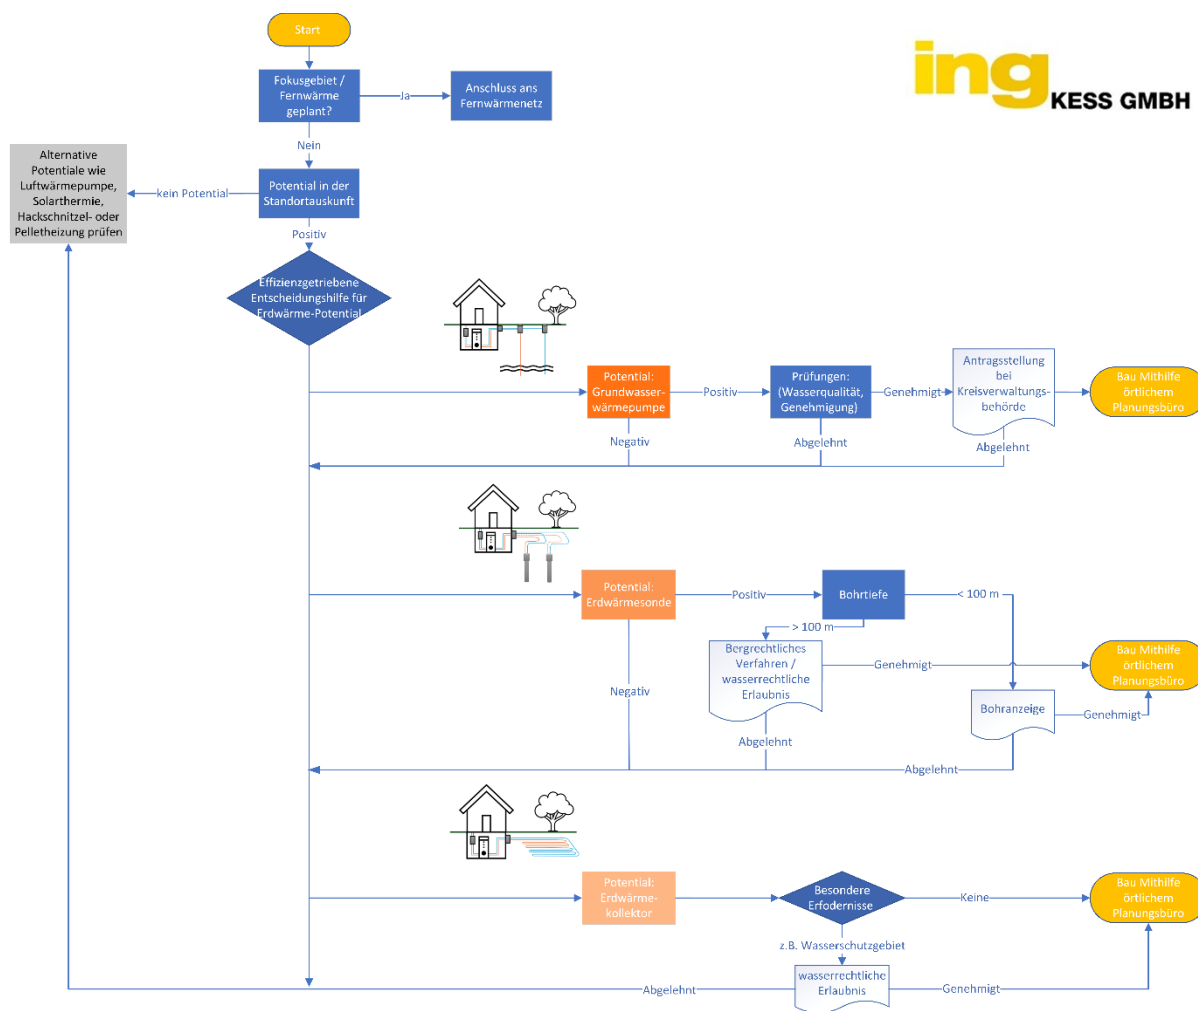 Start
ing
KESS GMBH
Fokusgebiet /
Fernwärme
geplant?
Ja
Anschluss ans
Fernwärmenetz
Nein
Alternative
Potentiale wie
Luftwärmepumpe,
Solarthermie,
Hackschnitzel- oder
Pelletheizung prüfen
kein Potential
Potential in der
Standortauskunft
Positiv
Effizienzgetriebene
Entscheidungshilfe für
Erdwärme-Potential
Potential:
Grundwasser-
wärmepumpe
Positiv
Prüfungen:
(Wasserqualität,
Genehmigung)
Genehmigt
Antragsstellung
bei
Kreisverwaltungs-
behörde
Bau Mithilfe
örtlichem
Planungsbüro
Negativ
Abgelehnt
Abgelehnt
Potential:
Erdwärmesonde
Positiv
Bohrtiefe
< 100 m
> 100 m
Bergrechtliches
Verfahren /
wasserrechtliche
Erlaubnis
Genehmigt
Bau Mithilfe
örtlichem
Planungsbüro
Negativ
Bohranzeige
Genehmigt
Abgelehnt
Abgelehnt
Potential:
Erdwärme-
kollektor
Besondere
Erfodernisse
Keine
Bau Mithilfe
örtlichem
Planungsbüro
z.B. Wasserschutzgebiet
wasserrechtliche
Erlaubnis
Abgelehnt
Genehmigt